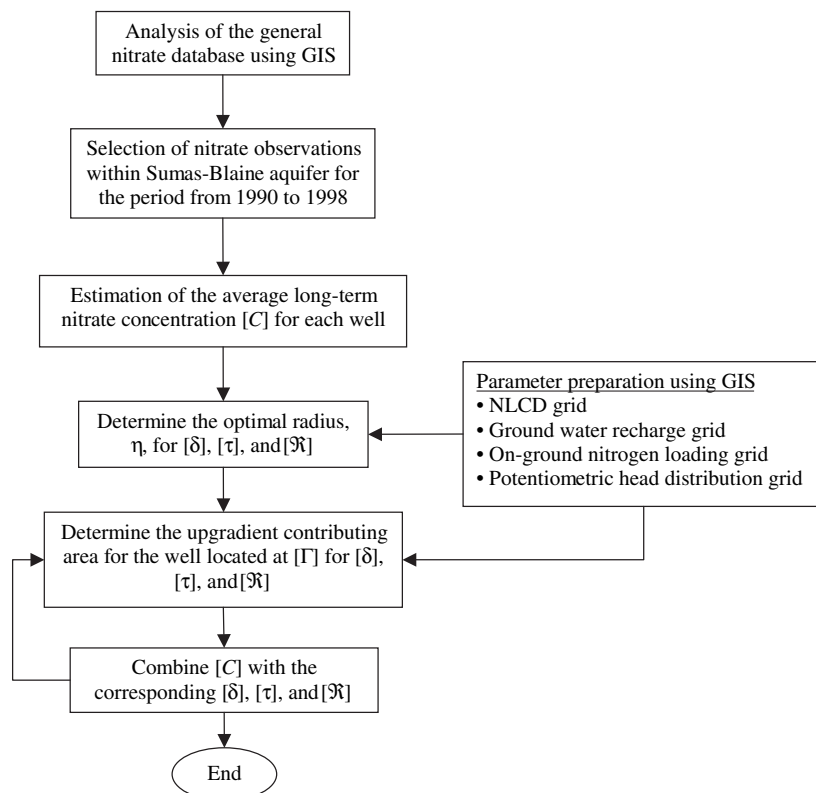 Analysis of the general
nitrate database using GIS
Selection of nitrate observations
within Sumas-Blaine aquifer for
the period from 1990 to 1998
Estimation of the average long-term
nitrate concentration [C] for each well
Determine the optimal radius,
η, for [δ], [τ], and[ℜ]
Parameter preparation using GIS
• NLCD grid
• Ground water recharge grid
• On-ground nitrogen loading grid
• Potentiometric head distribution grid
Determine the upgradient contributing
area for the well located at [Γ] for [δ],
[τ], and[ℜ]
Combine [C] with the
corresponding [δ], [τ], and[ℜ]
End